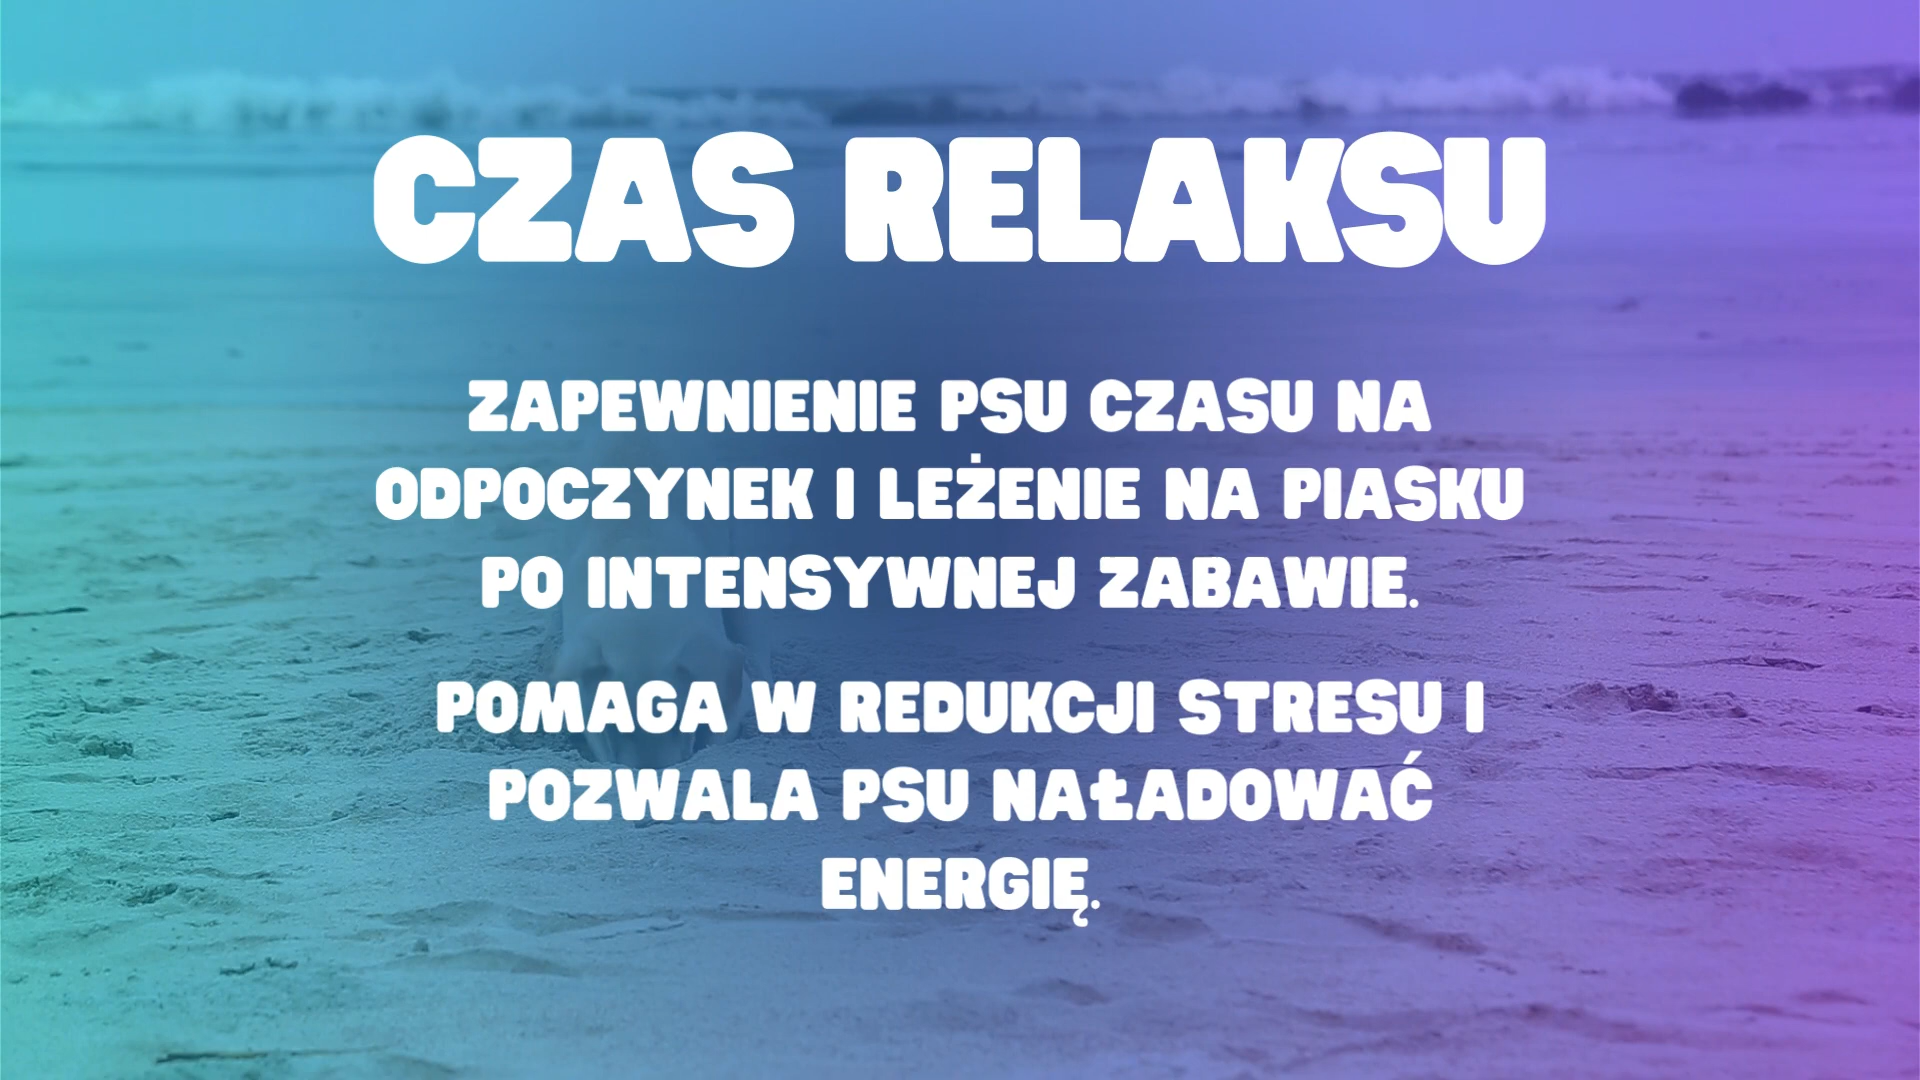 CZAS RELAKSU
ZAPEWNIENIE PSU CZASU NA
ODPOCZYNEK I LEŻENIE NA PIASKU
PO INTENSYWNEJ ZABAWIE.
POMAGA W REDUKCJI STRESU I
POZWALA PSU NAŁADOWAĆ
ENERGIĘ.